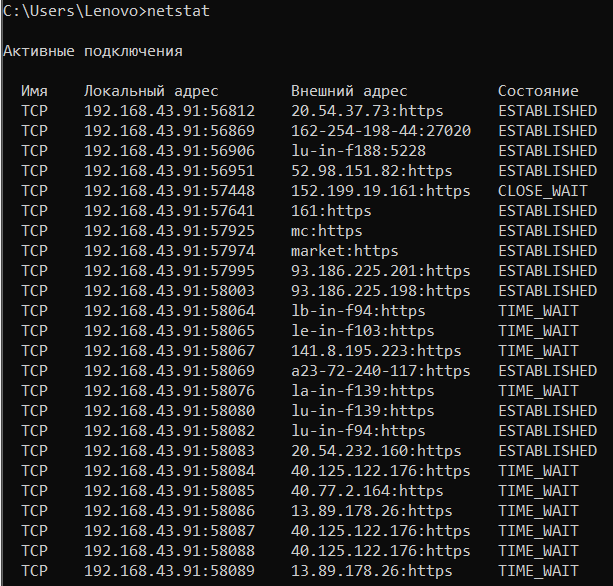 C:\Users\Lenovo>netstat
Активные подключения
Имя Локальный адрес Внешний адрес Состояние
TCP 192.168.43.91:56812 20.54.37.73:https ESTABLISHED
TCP 192.168.43.91:56869 162-254-198-44:27020 ESTABLISHED
TCP 192.168.43.91:56906 lu-in-f188:5228 ESTABLISHED
TCP 192.168.43.91:56951 52.98.151.82:https ESTABLISHED
TCP 192.168.43.91:57448 152.199.19.161:https CLOSE_WAIT
TCP 192.168.43.91:57641 161:https ESTABLISHED
TCP 192.168.43.91:57925 mc:https ESTABLISHED
TCP 192.168.43.91:57974 market:https ESTABLISHED
TCP 192.168.43.91:57995 93.186.225.201:https ESTABLISHED
TCP 192.168.43.91:58003 93.186.225.198:https ESTABLISHED
TCP 192.168.43.91:58064 lb-in-f94:https TIME_WAIT
TCP 192.168.43.91:58065 le-in-f103:https TIME_WAIT
TCP 192.168.43.91:58067 141.8.195.223:https TIME_WAIT
TCP 192.168.43.91:58069 a23-72-240-117:https ESTABLISHED
TCP 192.168.43.91:58076 la-in-f139:https TIME_WAIT
TCP 192.168.43.91:58080 lu-in-f139:https ESTABLISHED
TCP 192.168.43.91:58082 lu-in-f94:https ESTABLISHED
TCP 192.168.43.91:58083 20.54.232.160:https ESTABLISHED
TCP 192.168.43.91:58084 40.125.122.176:https TIME_WAIT
TCP 192.168.43.91:58085 40.77.2.164:https TIME_WAIT
TCP 192.168.43.91:58086 13.89.178.26:https TIME_WAIT
TCP 192.168.43.91:58087 40.125.122.176:https TIME_WAIT
TCP 192.168.43.91:58088 40.125.122.176:https TIME_WAIT
TCP 192.168.43.91:58089 13.89.178.26:https TIME_WAIT